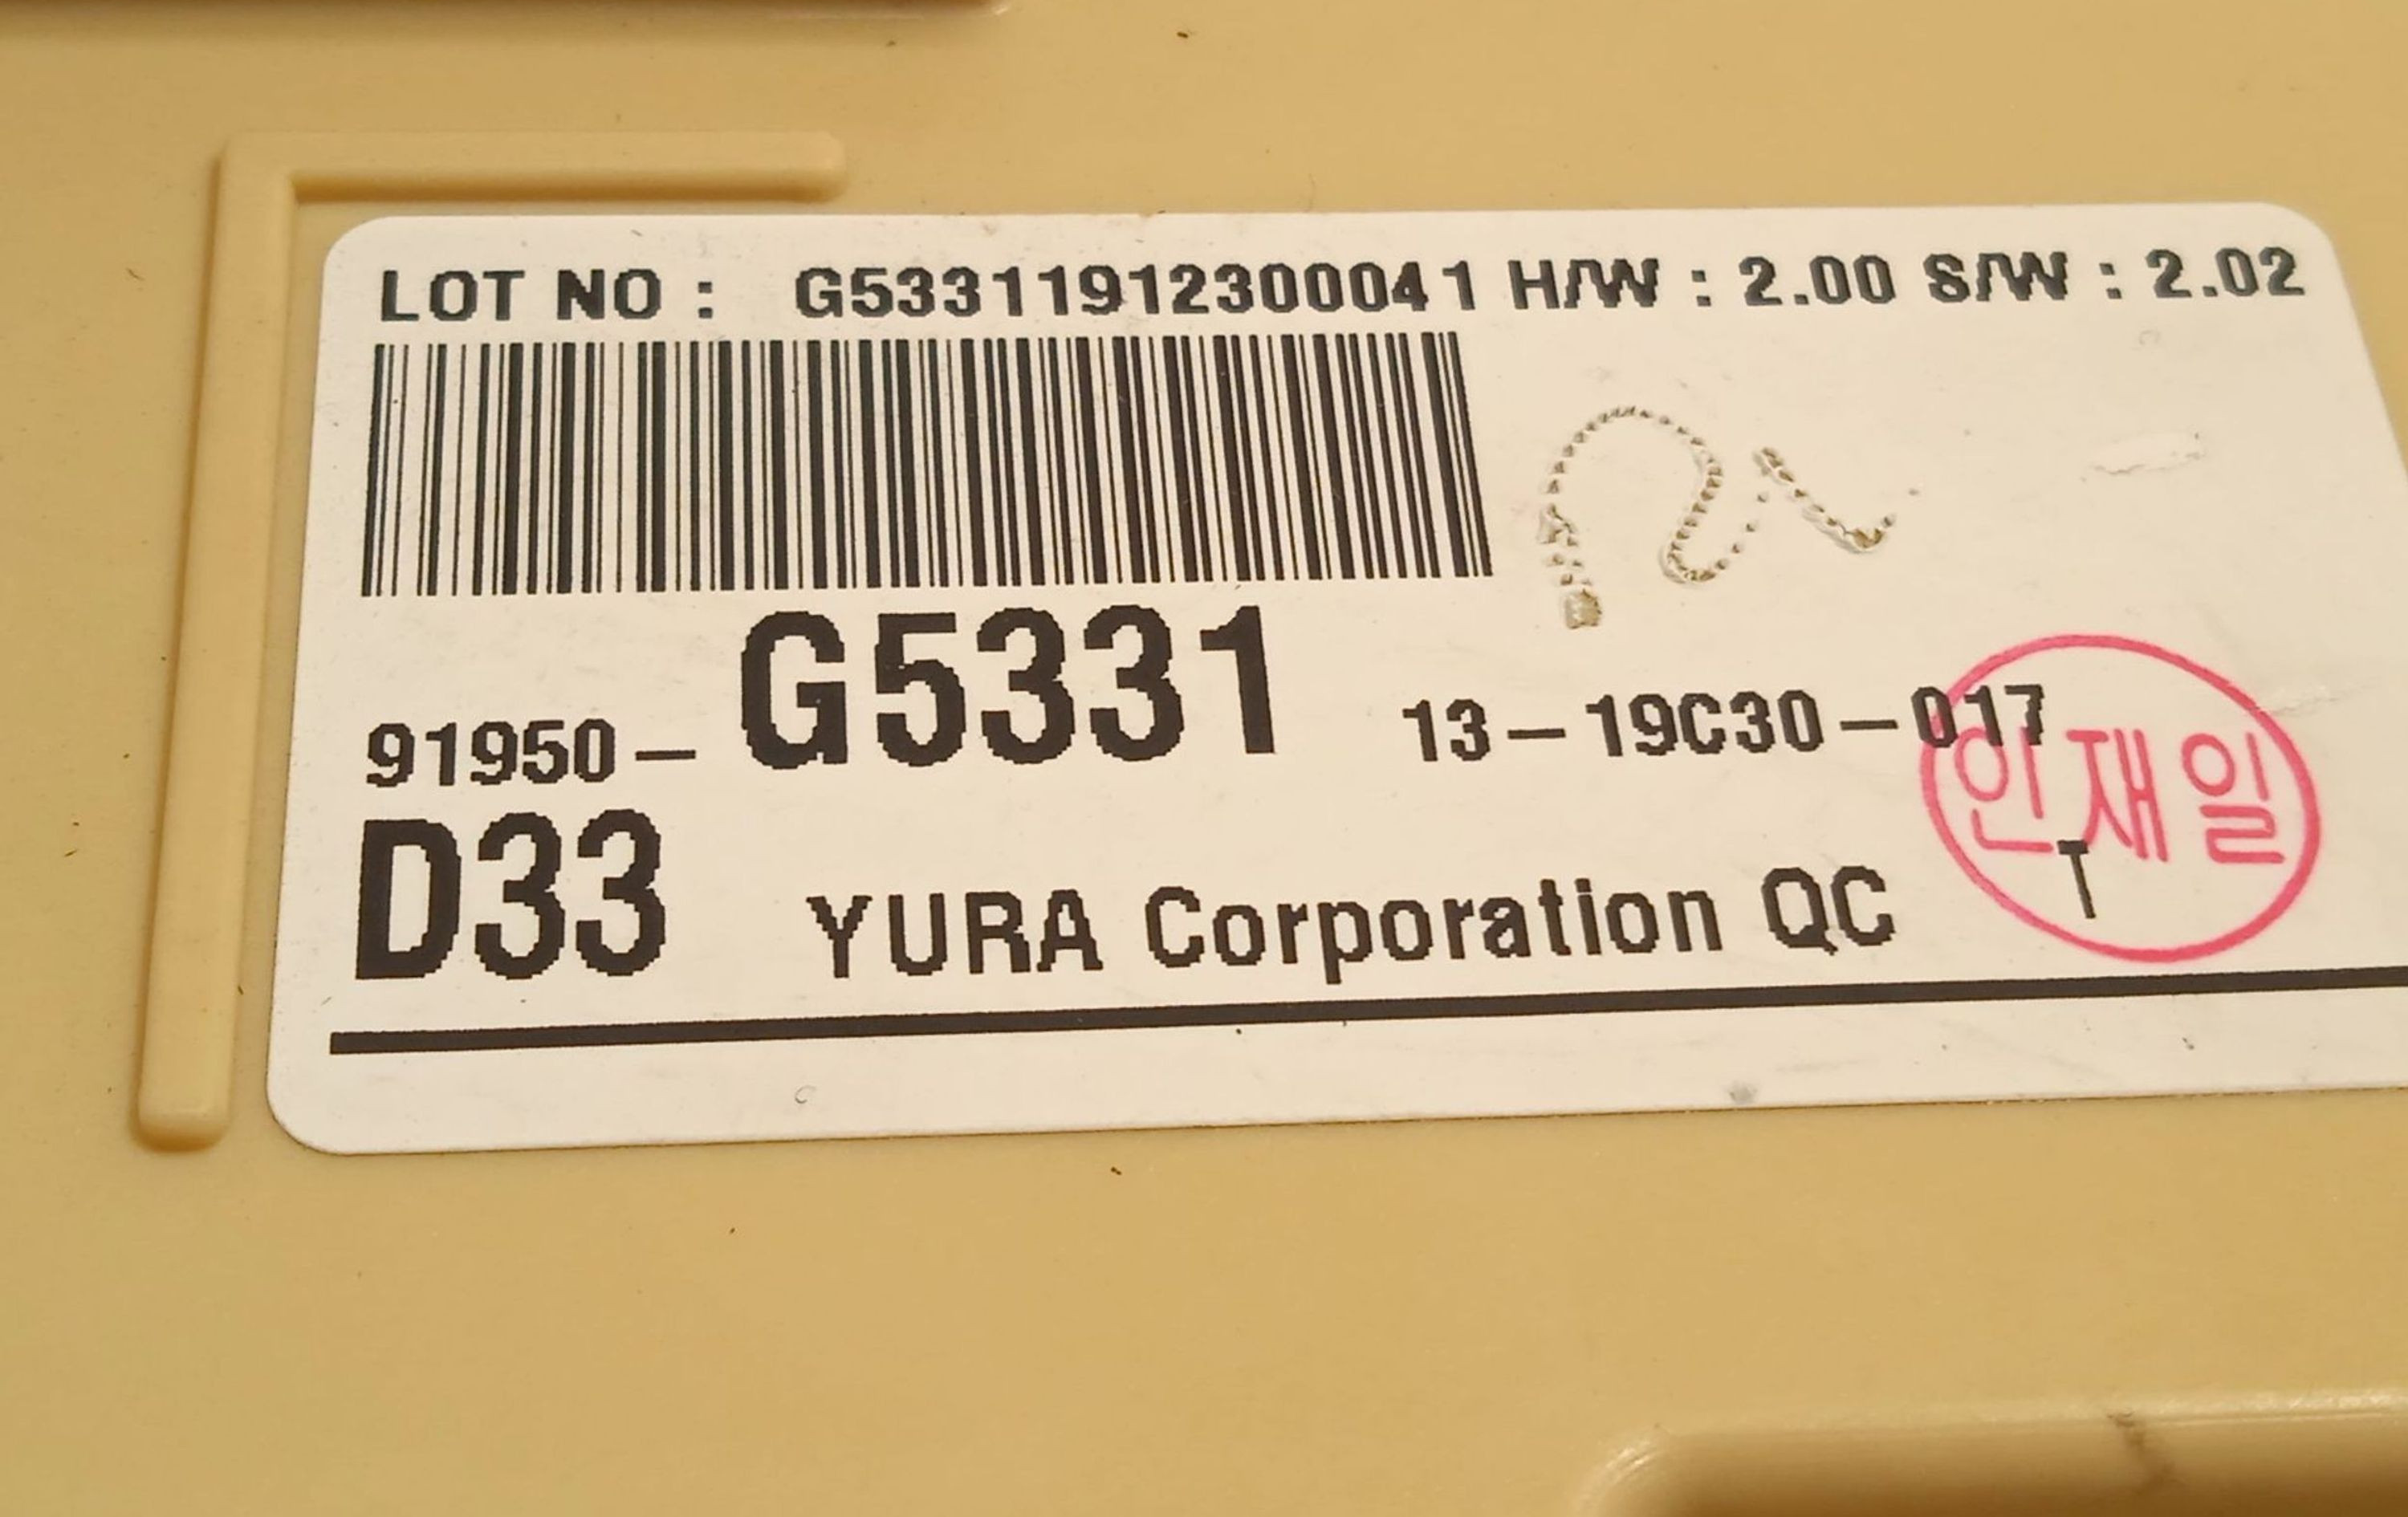 LOT NO : G53311912300041 H/W : 2.00 S/W : 2.02
91950-G5331 13-19C30-017
인재일
D33 YURA Corporation QC T